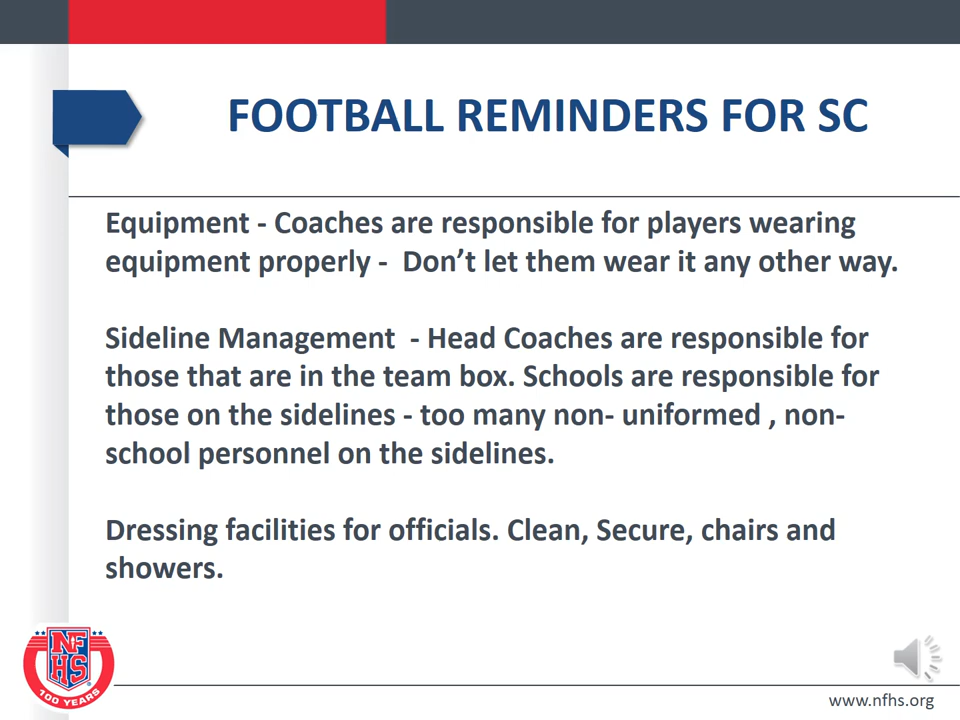 FOOTBALL REMINDERS FOR SC
Equipment - Coaches are responsible for players wearing
equipment properly -  Don’t let them wear it any other way.
Sideline Management  - Head Coaches are responsible for
those that are in the team box. Schools are responsible for
those on the sidelines - too many non- uniformed , non-
school personnel on the sidelines.
Dressing facilities for officials. Clean, Secure, chairs and
showers.
NF
HS
100 YEARS
www.nfhs.org